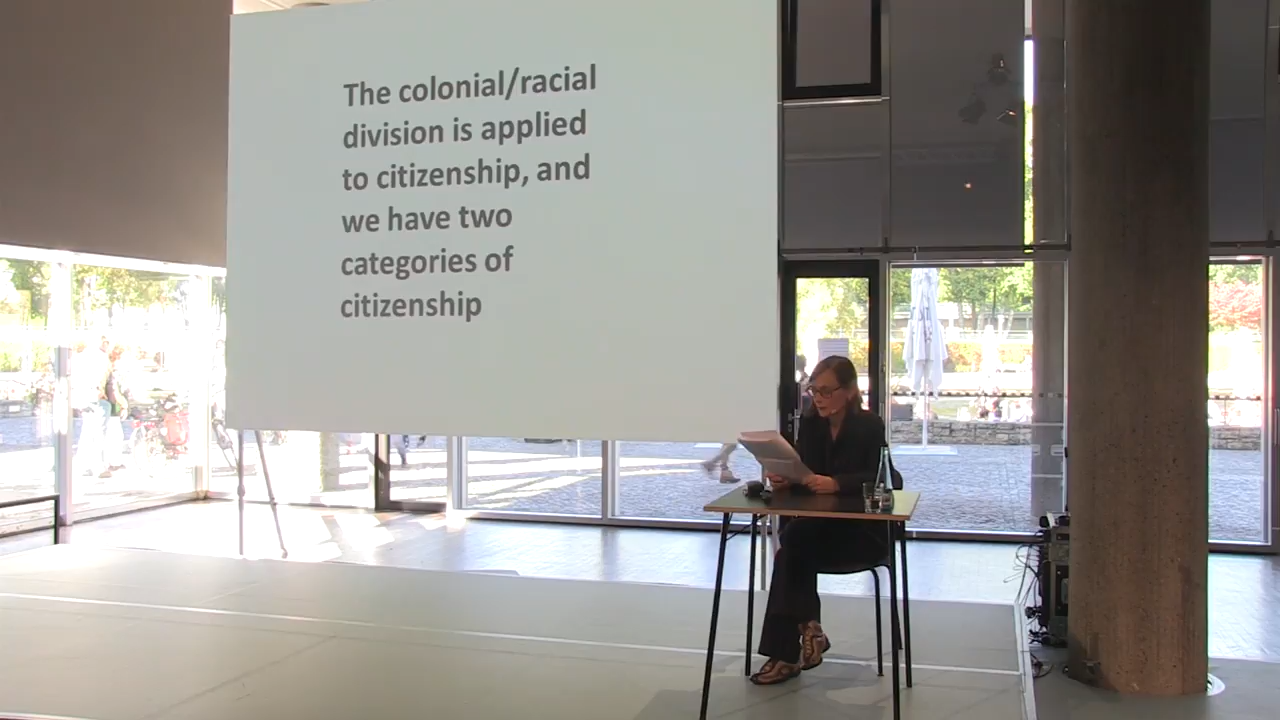 The colonial/racial
division is applied
to citizenship, and
we have two
categories of
citizenship